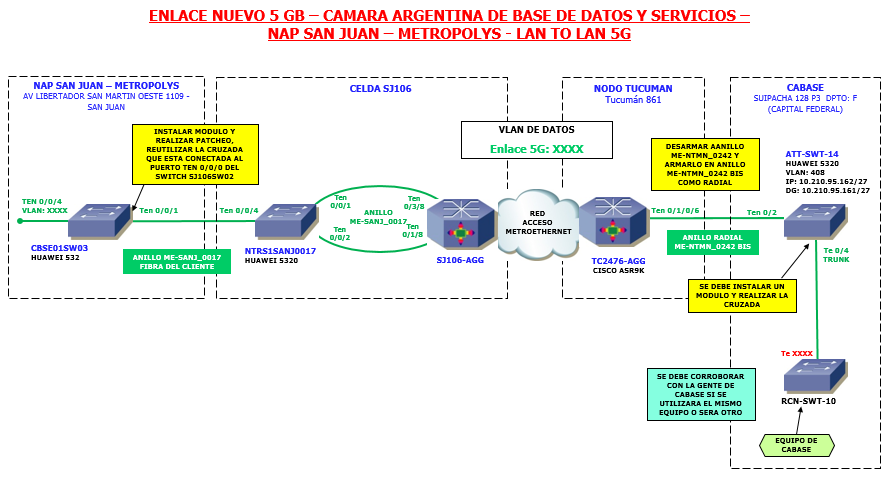 ENLACE NUEVO 5 GB – CAMARA ARGENTINA DE BASE DE DATOS Y SERVICIOS –
NAP SAN JUAN – METROPOLYS - LAN TO LAN 5G
NAP SAN JUAN – METROPOLYS
AV LIBERTADOR SAN MARTIN OESTE 1109 -
SAN JUAN
INSTALAR MODULO Y
REALIZAR PATCHEO,
REUTILIZAR LA CRUZADA
QUE ESTA CONECTADA AL
PUERTO TEN 0/0/0 DEL
SWITCH SJ106SW02
TEN 0/0/4
VLAN: XXXX
Ten 0/0/1
CBSE01SW03
HUAWEI 532
ANILLO ME-SANJ_0017
FIBRA DEL CLIENTE
CELDA SJ106
Ten 0/0/4
NTRS1SANJ0017
HUAWEI 5320
Ten
0/0/1
Ten
0/0/2
ANILLO
ME-SANJ_0017
Ten
0/3/8
Ten
0/1/8
SJ106-AGG
VLAN DE DATOS
Enlace 5G: XXXX
RED
ACCESO
METROETHERNET
NODO TUCUMAN
Tucumán 861
DESARMAR AANILLO
ME-NTMN_0242 Y
ARMARLO EN ANILLO
ME-NTMN_0242 BIS
COMO RADIAL
Ten 0/1/0/6
TC2476-AGG
CISCO ASR9K
ANILLO RADIAL
ME-NTMN_0242 BIS
CABASE
SUIPACHA 128 P3  DPTO: F
(CAPITAL FEDERAL)
ATT-SWT-14
HUAWEI 5320
VLAN: 408
IP: 10.210.95.162/27
DG: 10.210.95.161/27
Ten 0/2
Te 0/4
TRUNK
SE DEBE INSTALAR UN
MODULO Y REALIZAR LA
CRUZADA
Te XXXX
RCN-SWT-10
SE DEBE CORROBORAR
CON LA GENTE DE
CABASE SI SE
UTILIZARA EL MISMO
EQUIPO O SERA OTRO
EQUIPO DE
CABASE